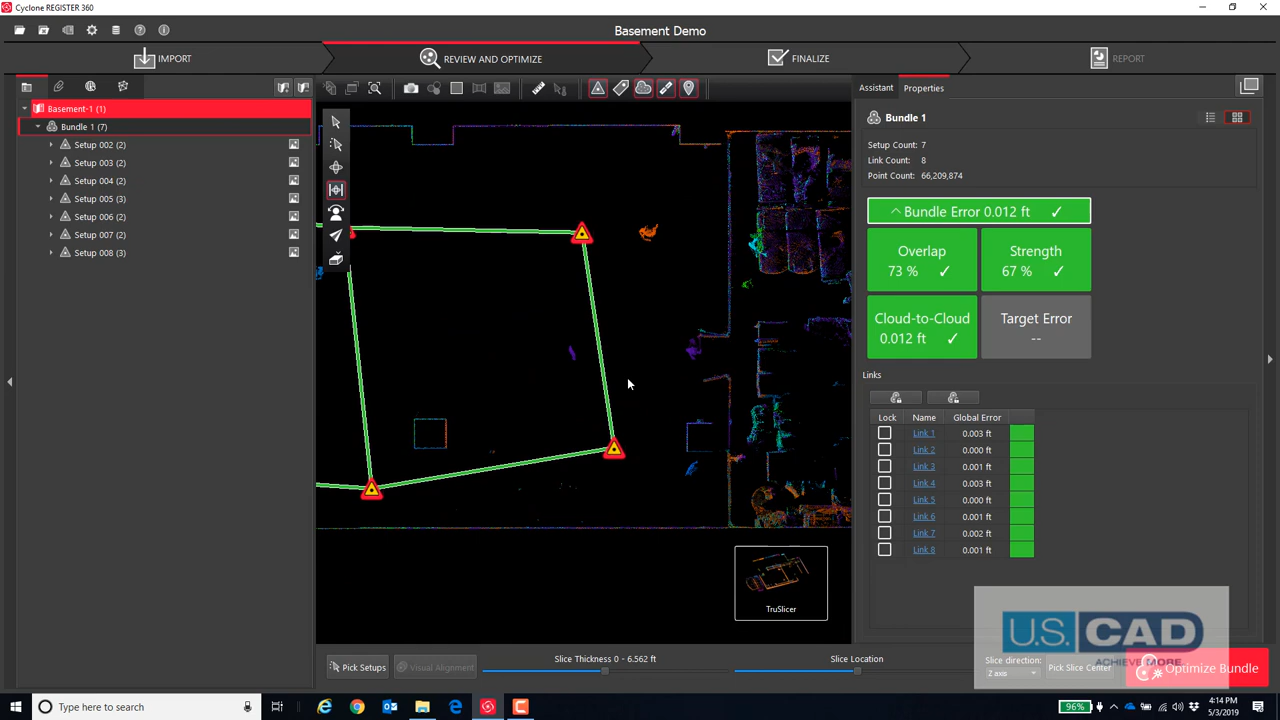 Cyclone REGISTER 360
Basement Demo
IMPORT
REVIEW AND OPTIMIZE
FINALIZE
REPORT
Assistant
Properties
Basement-1 (1)
Bundle 1 (7)
Setup 002 (2)
Setup 003 (2)
Setup 004 (2)
Setup 005 (3)
Setup 006 (2)
Setup 007 (2)
Setup 008 (3)
Bundle 1
Setup Count: 7
Link Count: 8
Point Count: 66,209,874
Bundle Error 0.012 ft
Overlap
73 %
Strength
67 %
Cloud-to-Cloud
0.012 ft
Target Error
--
Links
Lock Name Global Error
Link 1 0.003 ft
Link 2 0.000 ft
Link 3 0.001 ft
Link 4 0.003 ft
Link 5 0.000 ft
Link 6 0.001 ft
Link 7 0.002 ft
Link 8 0.001 ft
TruSlicer
U.S. CAD
ACHIEVE MORE.
Pick Setups
Visual Alignment
Slice Thickness 0 - 6.562 ft
Slice Location
Slice direction:
Z axis
Pick Slice Center
Optimize Bundle
Type here to search
96%
4:14 PM
5/3/2019